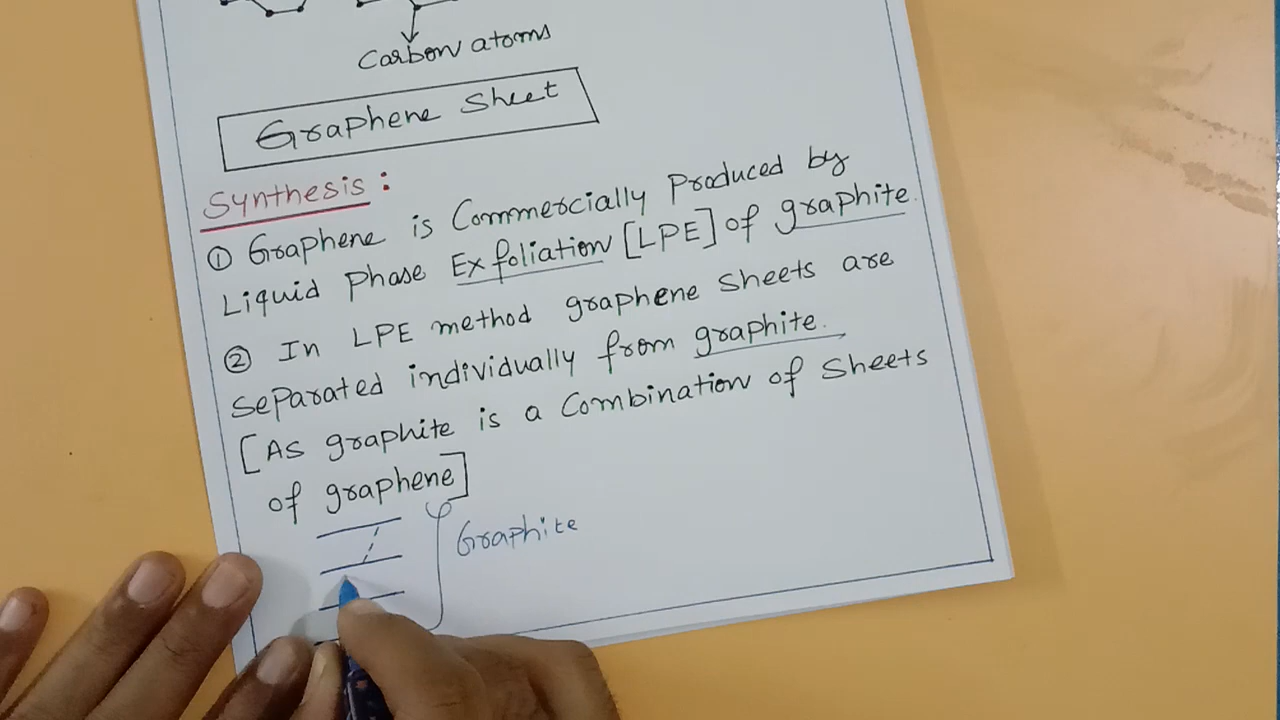 Carbon atoms
Graphene Sheet
Synthesis:
① Graphene is Commercially Produced by
Liquid Phase Exfoliation [LPE] of graphite.
② In LPE method graphene Sheets are
separated individually from graphite.
[As graphite is a Combination of Sheets
of graphene]
Graphite